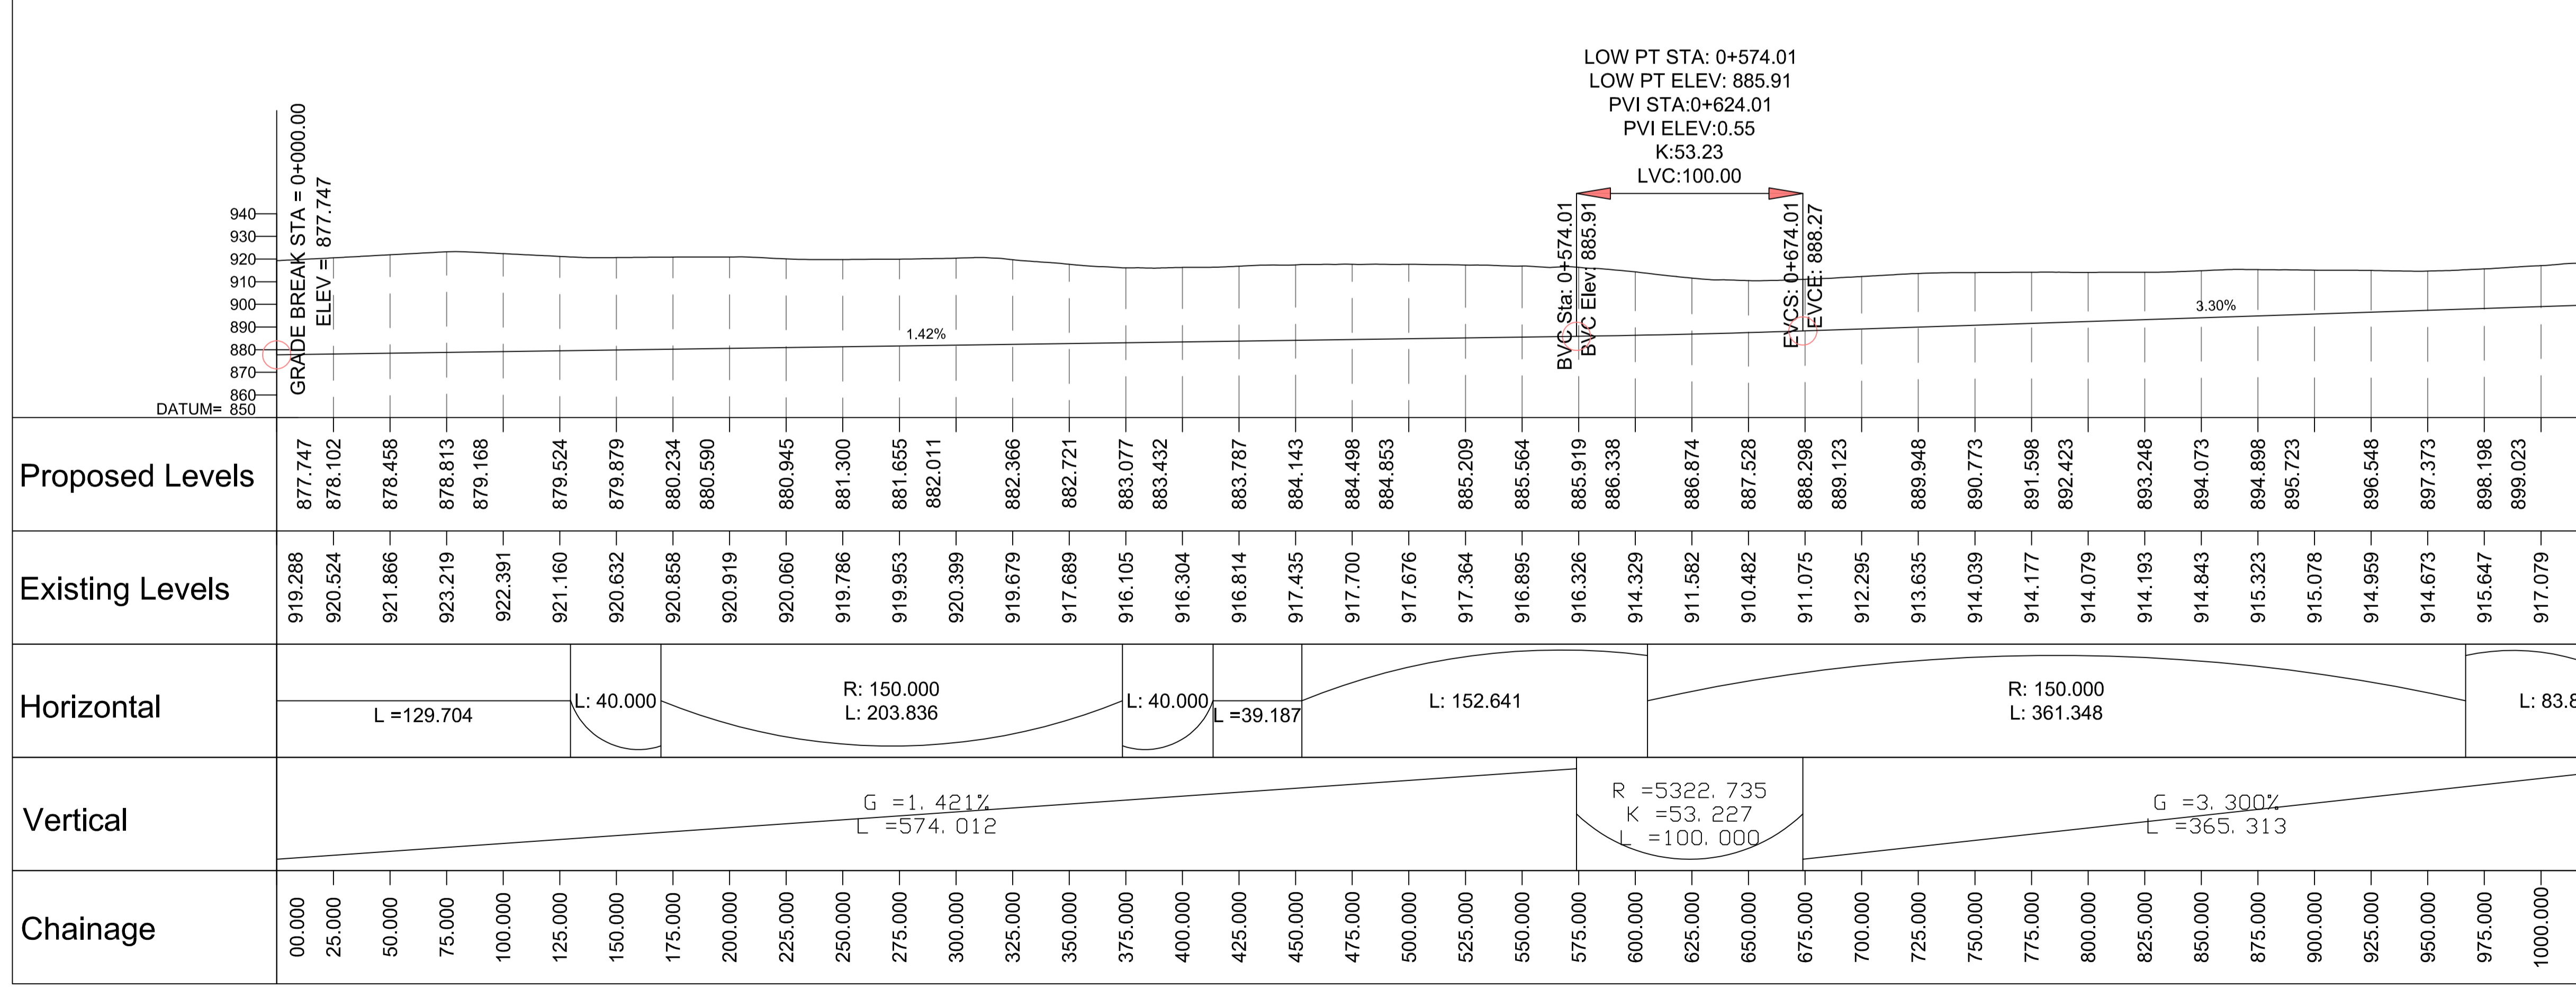 LOW PT STA: 0+574.01
LOW PT ELEV: 885.91
PVI STA:0+624.01
PVI ELEV:0.55
K:53.23
LVC:100.00
GRADE BREAK STA = 0+000.00
ELEV = 877.747
BVC Sta: 0+574.01
BVC Elev: 885.91
EVCS: 0+674.01
EVCE: 888.27
940
930
920
910
900
890
880
870
860
DATUM= 850
1.42%
3.30%
Proposed Levels
877.747 878.102 878.458 878.813 879.168 879.524 879.879 880.234 880.590 880.945 881.300 881.655 882.011 882.366 882.721 883.077 883.432 883.787 884.143 884.498 884.853 885.209 885.564 885.919 886.338 886.874 887.528 888.298 889.123 889.948 890.773 891.598 892.423 893.248 894.073 894.898 895.723 896.548 897.373 898.198 899.023
Existing Levels
919.288 920.524 921.866 923.219 922.391 921.160 920.632 920.858 920.919 920.060 919.786 919.953 920.399 919.679 917.689 916.105 916.304 916.814 917.435 917.700 917.676 917.364 916.895 916.326 914.329 911.582 910.482 911.075 912.295 913.635 914.039 914.177 914.079 914.193 914.843 915.323 915.078 914.959 914.673 915.647 917.079
Horizontal
L =129.704
L: 40.000
R: 150.000
L: 203.836
L: 40.000
L =39.187
L: 152.641
R: 150.000
L: 361.348
L: 83.8
Vertical
G =1.421%
L =574.012
R =5322.735
K =53.227
L =100.000
G =3.300%
L =365.313
Chainage
00.000 25.000 50.000 75.000 100.000 125.000 150.000 175.000 200.000 225.000 250.000 275.000 300.000 325.000 350.000 375.000 400.000 425.000 450.000 475.000 500.000 525.000 550.000 575.000 600.000 625.000 650.000 675.000 700.000 725.000 750.000 775.000 800.000 825.000 850.000 875.000 900.000 925.000 950.000 975.000 1000.000